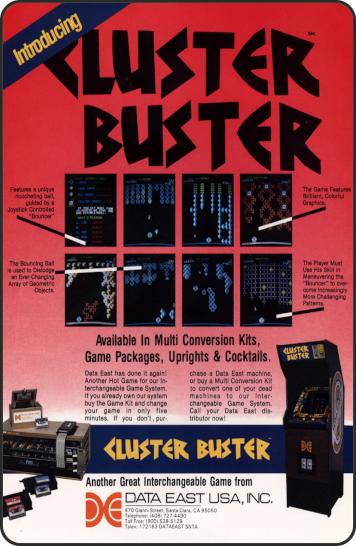 Introducing
CLUSTER
BUSTER
™
Features a unique
ricocheting ball,
guided by a
Joystick Controlled
"Bouncer"
The Game Features
Brilliant, Colorful
Graphics.
The Bouncing Ball
is used to Dislodge
an Ever-Changing
Array of Geometric
Objects.
The Player Must
Use His Skill in
Maneuvering the
"Bouncer" to over-
come Increasingly
More Challenging
Patterns.
Available In Multi Conversion Kits,
Game Packages, Uprights & Cocktails.
Data East has done it again!
Another Hot Game for our In-
terchangeable Game System.
If you already own our system
buy the Game Kit and change
your game in only five
minutes. If you don't, pur-
chase a Data East machine,
or buy a Multi Conversion Kit
to convert one of your dead
machines to our Inter-
changeable Game System.
Call your Data East dis-
tributor now!
CLUSTER
BUSTER
CLUSTER BUSTER
Another Great Interchangeable Game from
DE DATA EAST USA, INC.
470 Gianni Street, Santa Clara, CA 95050
Telephone: (408) 727-4490
Toll Free: (800) 538-5129
Telex: 172163 DATAEAST SNTA